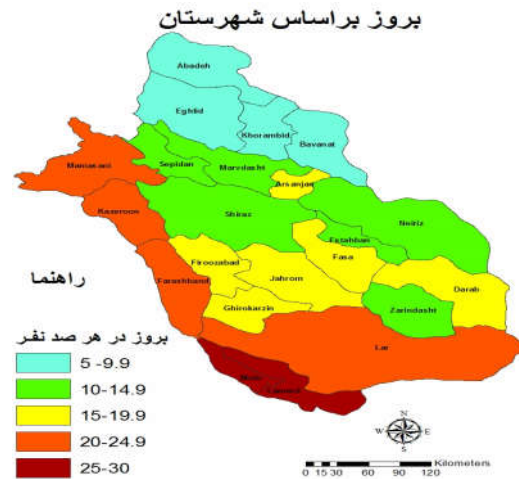 بروز براساس شهرستان
Abadeh
Eghlid
Khorambid
Bavanat
Mamasani
Sepidan
Marvdasht
Arsanjan
Kazeroon
Shiraz
Neiriz
Estahban
Firoozabad
Fasa
Farashband
Jahrom
Darab
Ghirokarzin
Zarindasht
Lar
Lamerd
راهنما
بروز در هر صد نفر
5 -9.9
10-14.9
15-19.9
20-24.9
25-30
N
W E
S
Kilometers
0 15 30 60 90 120